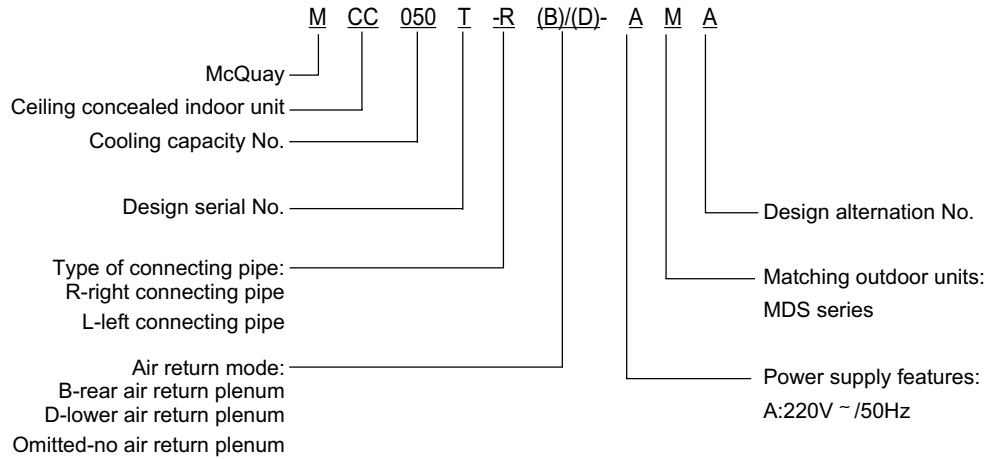 M CC 050 T -R (B)/(D)- A M A
McQuay
Ceiling concealed indoor unit
Cooling capacity No.
Design serial No.
Type of connecting pipe:
R-right connecting pipe
L-left connecting pipe
Air return mode:
B-rear air return plenum
D-lower air return plenum
Omitted-no air return plenum
Design alternation No.
Matching outdoor units:
MDS series
Power supply features:
A:220V ~ /50Hz